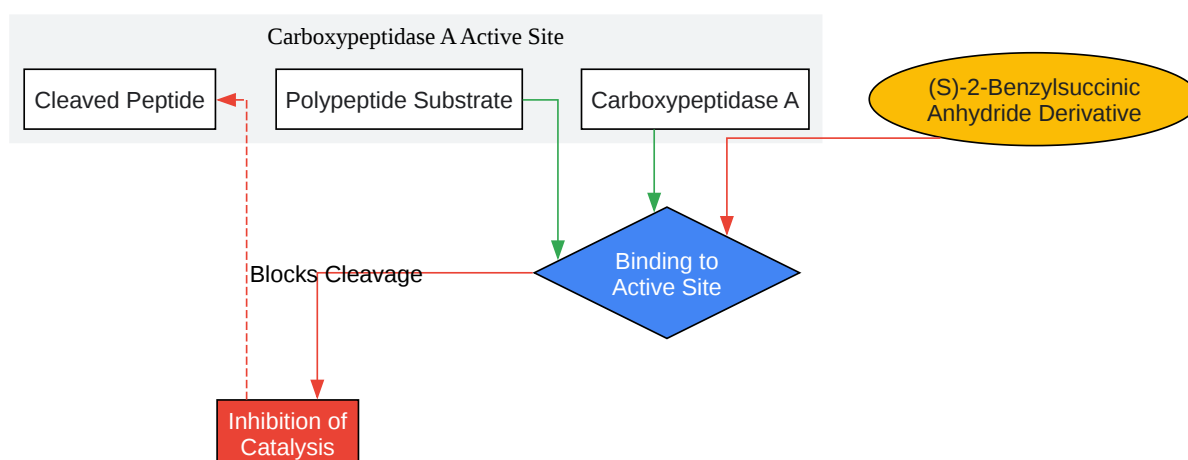 Carboxypeptidase A Active Site
Cleaved Peptide
Polypeptide Substrate
Carboxypeptidase A
(S)-2-Benzylsuccinic
Anhydride Derivative
Binding to
Active Site
Blocks Cleavage
Inhibition of
Catalysis